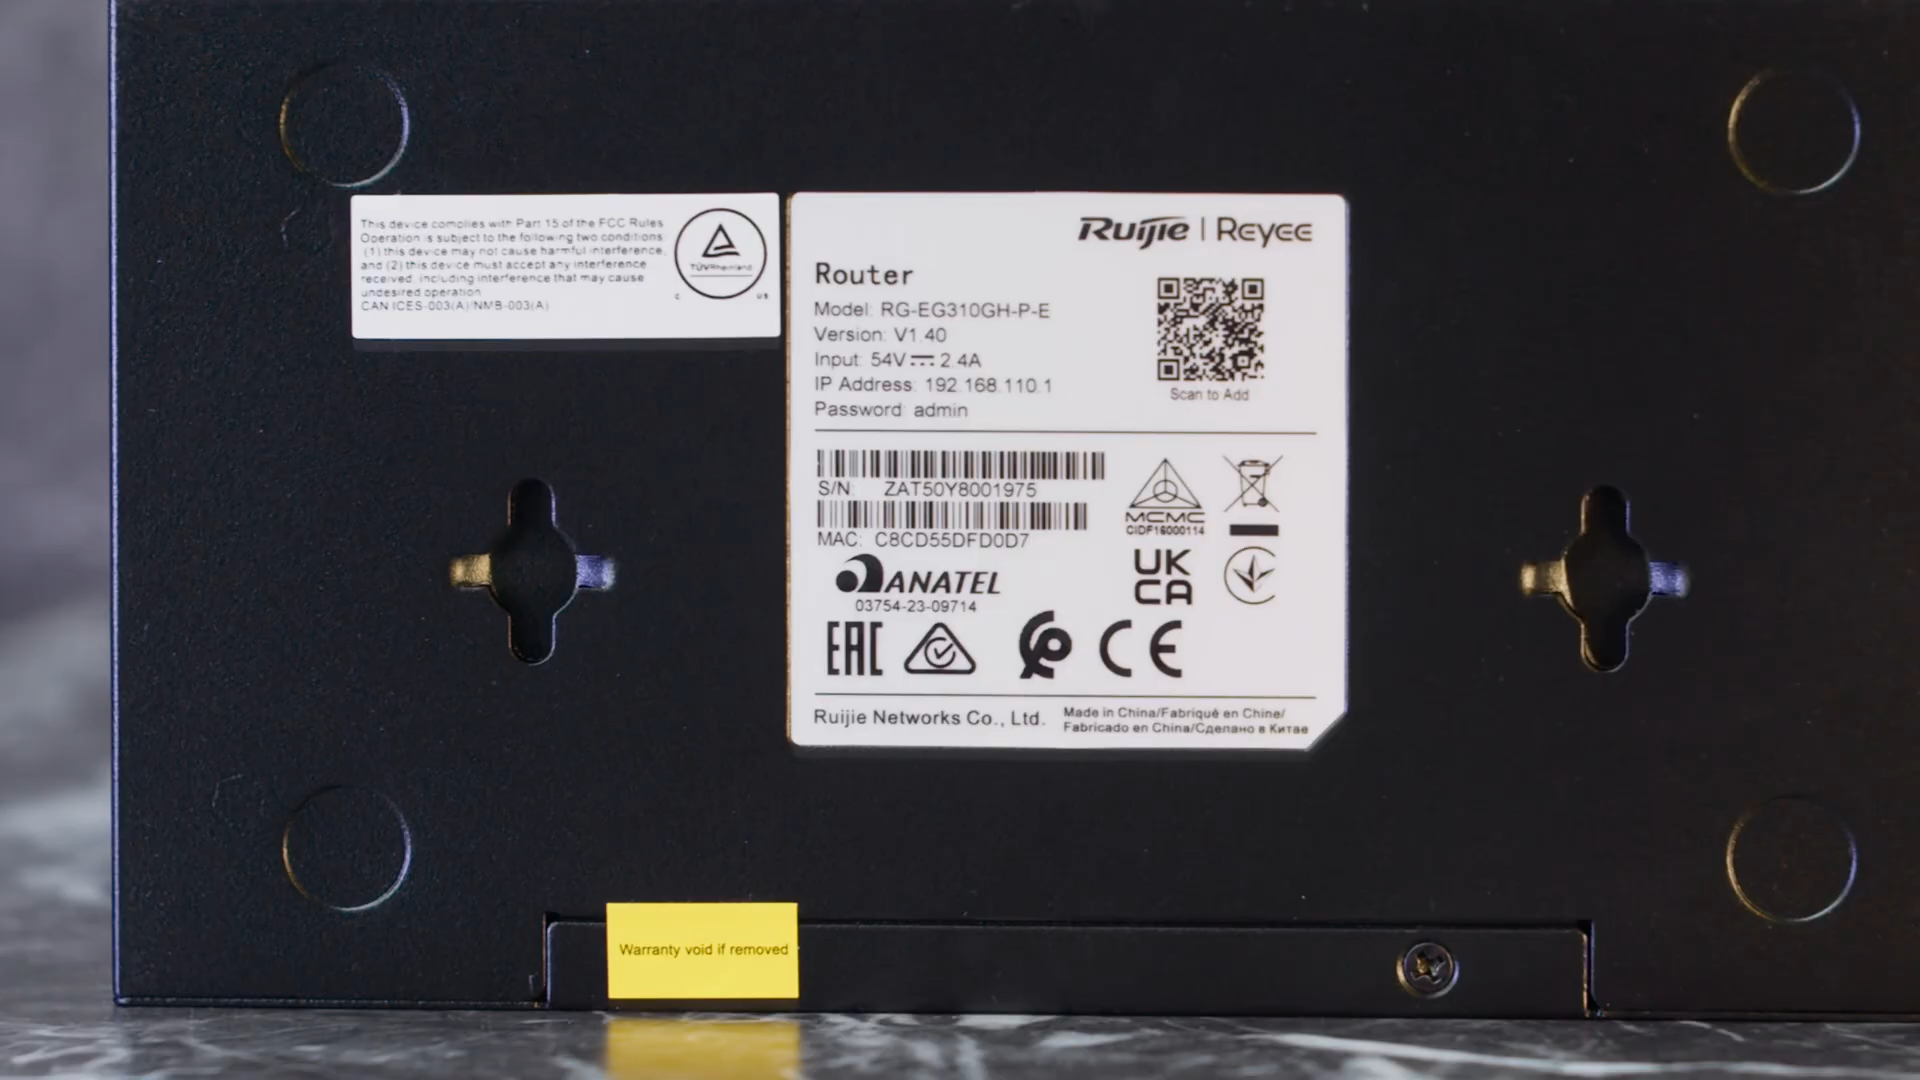 This device complies with Part 15 of the FCC Rules
Operation is subject to the following two conditions:
(1) this device may not cause harmful interference,
and (2) this device must accept any interference
received, including interference that may cause
undesired operation
CAN ICES-003(A)/NMB-003(A)
TÜVRheinland
C US
Ruijie | Reyee
Router
Model: RG-EG310GH-P-E
Version: V1.40
Input: 54V⎓2.4A
IP Address: 192.168.110.1
Password: admin
Scan to Add
S/N: ZAT50Y8001975
MAC: C8CD55DFD0D7
MCMC
CIDF16000114
ANATEL
03754-23-09714
UK
CA
EAC
CE
Ruijie Networks Co., Ltd.
Made in China/Fabriqué en Chine/
Fabricado en China/Сделано в Китае
Warranty void if removed